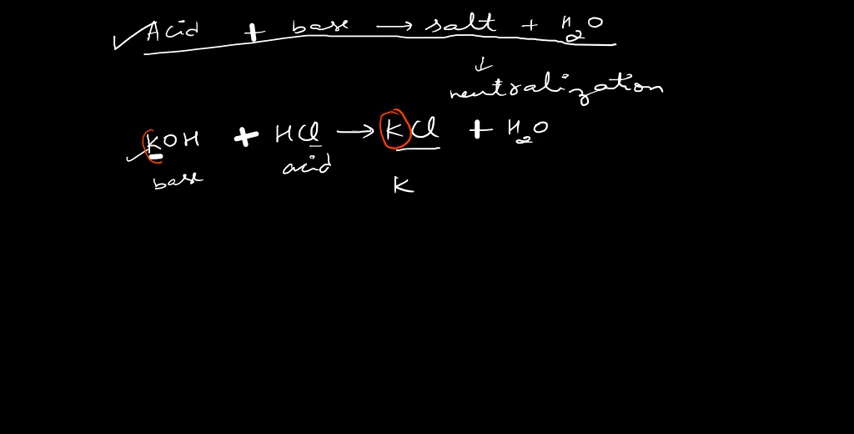 ✓Acid + base → salt + H₂O
↓
neutralization
✓KOH + HCl → KCl + H₂O
base acid
K